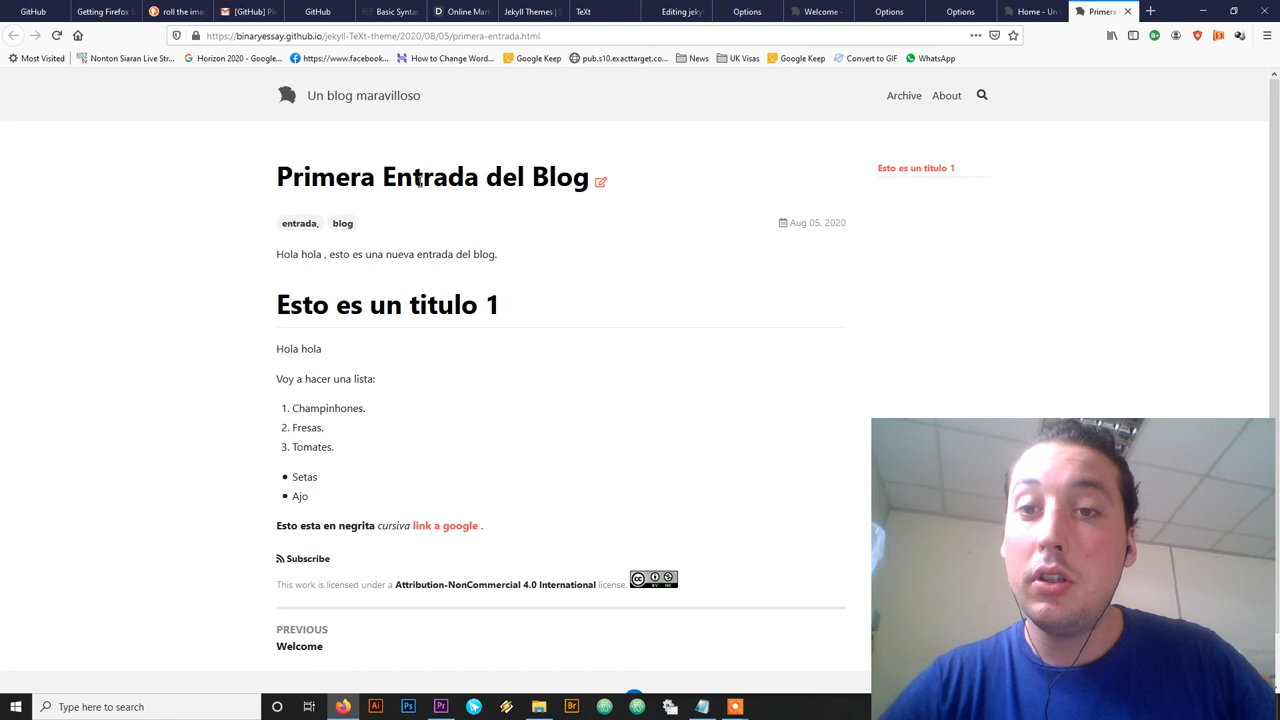 GitHub
Getting Firefox S
roll the ima
[GitHub] Pl
GitHub
Basic Synta
Online Mar
Jekyll Themes | S
TeXt
Editing jekyl
Options
Welcome -
Options
Options
Home - Un
Primera
https://binaryessay.github.io/jekyll-TeXt-theme/2020/08/05/primera-entrada.html
Most Visited
Nonton Siaran Live Str...
Horizon 2020 - Google...
https://www.facebook...
How to Change Word...
Google Keep
pub.s10.exacttarget.co...
News
UK Visas
Google Keep
Convert to GIF
WhatsApp
Un blog maravilloso
Archive
About
Primera Entrada del Blog
Esto es un titulo 1
entrada,
blog
Aug 05, 2020
Hola hola , esto es una nueva entrada del blog.
Esto es un titulo 1
Hola hola
Voy a hacer una lista:
1. Champinhones.
2. Fresas.
3. Tomates.
• Setas
• Ajo
Esto esta en negrita cursiva link a google .
Subscribe
This work is licensed under a Attribution-NonCommercial 4.0 International license.
PREVIOUS
Welcome
Type here to search
Ai
Ps
Pr
Br